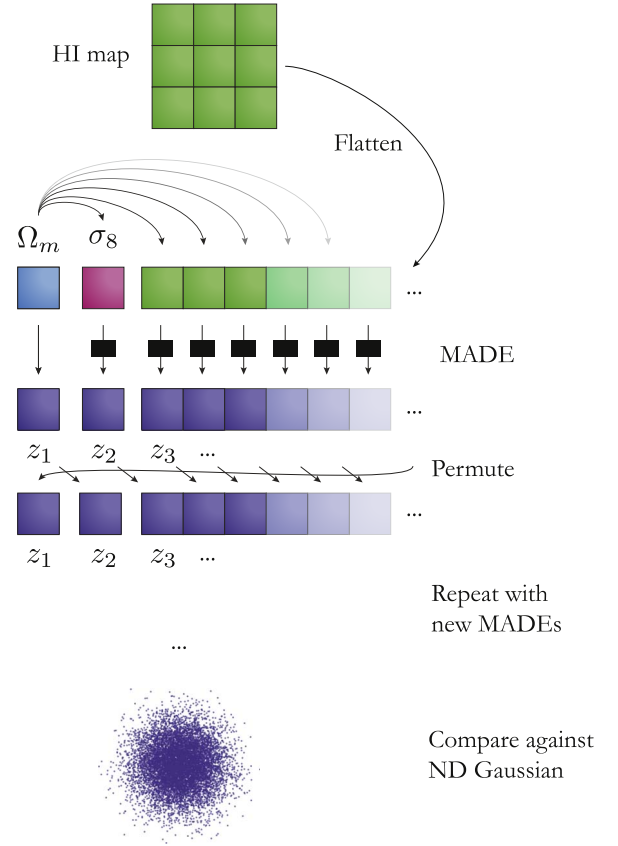 HI map
Flatten
Ωₘ σ₈
...
MADE
...
z₁ z₂ z₃ ...
Permute
...
z₁ z₂ z₃ ...
Repeat with
new MADEs
...
Compare against
ND Gaussian